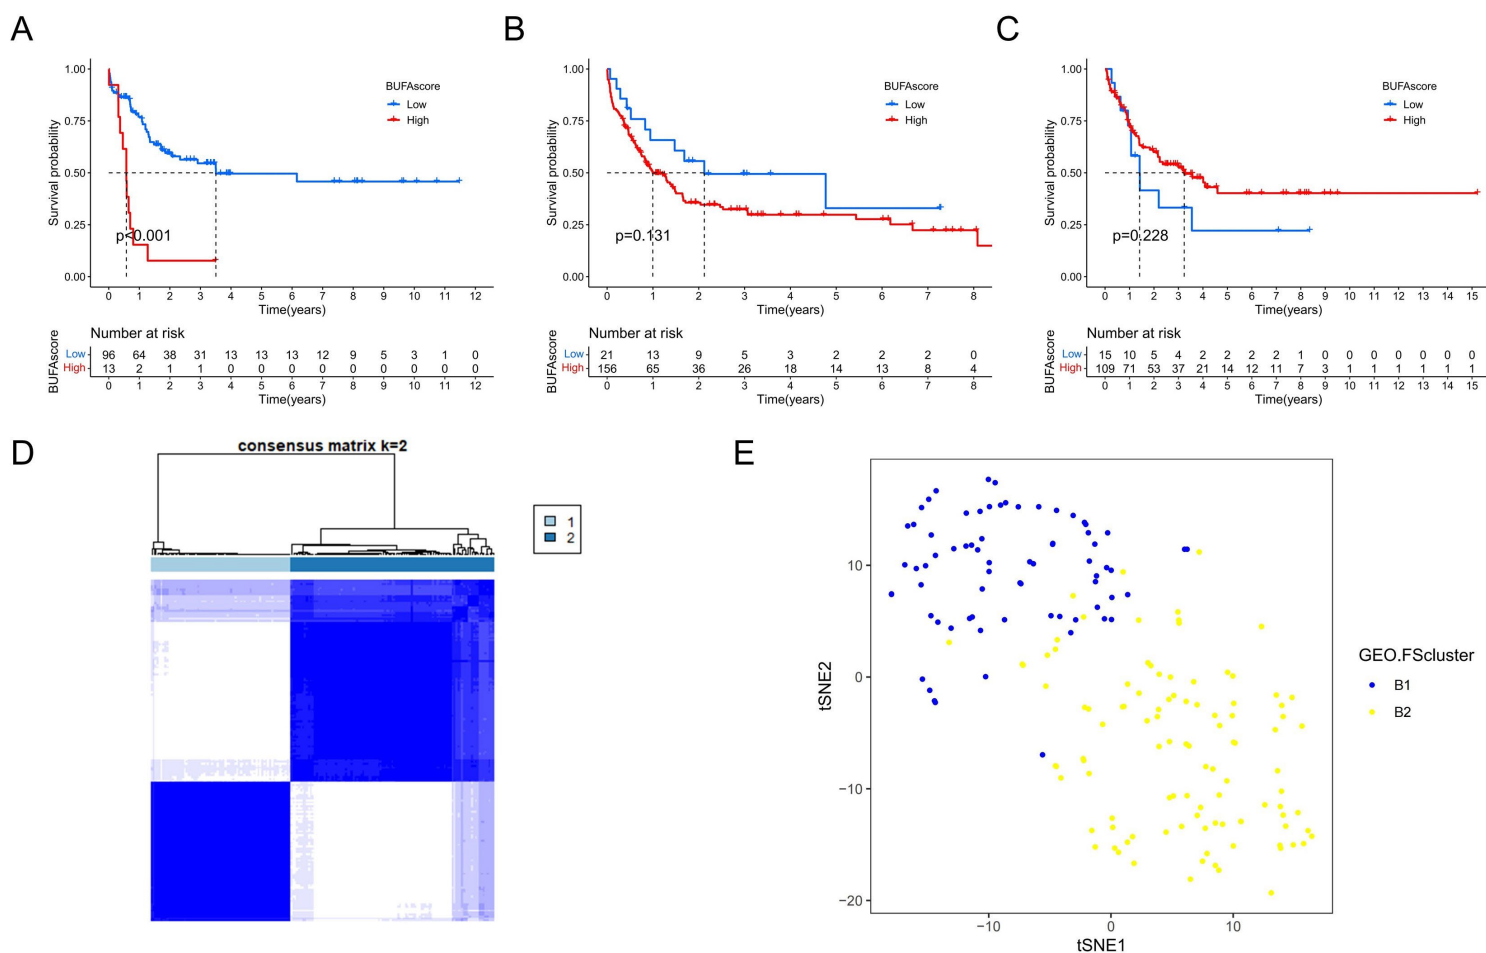 A
BUFAscore
Low
High
Survival probability
1.00
0.75
0.50
0.25
0.00
p<0.001
0 1 2 3 4 5 6 7 8 9 10 11 12
Time(years)
Number at risk
BUFAscore
Low 96 64 38 31 13 13 13 12 9 5 3 1 0
High 13 2 1 1 0 0 0 0 0 0 0 0 0
0 1 2 3 4 5 6 7 8 9 10 11 12
Time(years)
B
BUFAscore
Low
High
Survival probability
1.00
0.75
0.50
0.25
0.00
p=0.131
0 1 2 3 4 5 6 7 8
Time(years)
Number at risk
BUFAscore
Low 21 13 9 5 3 2 2 2 0
High 156 65 36 26 18 14 13 8 4
0 1 2 3 4 5 6 7 8
Time(years)
C
BUFAscore
Low
High
Survival probability
1.00
0.75
0.50
0.25
0.00
p=0.228
0 1 2 3 4 5 6 7 8 9 10 11 12 13 14 15
Time(years)
Number at risk
BUFAscore
Low 15 10 5 4 2 2 2 2 1 0 0 0 0 0 0 0
High 109 71 53 37 21 14 12 11 7 3 1 1 1 1 1 1
0 1 2 3 4 5 6 7 8 9 10 11 12 13 14 15
Time(years)
D
consensus matrix k=2
1
2
E
tSNE2
10
0
−10
−20
−10 0 10
tSNE1
GEO.FScluster
B1
B2